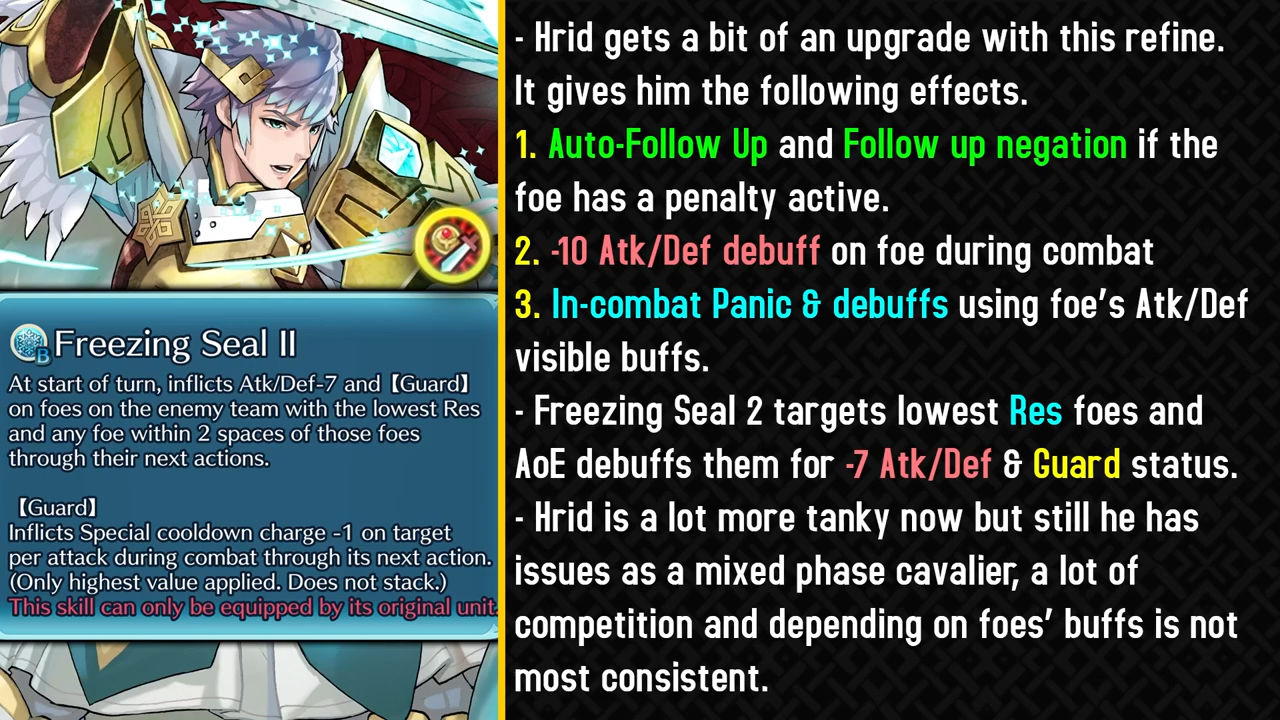 B Freezing Seal II
At start of turn, inflicts Atk/Def-7 and【Guard】
on foes on the enemy team with the lowest Res
and any foe within 2 spaces of those foes
through their next actions.
【Guard】
Inflicts Special cooldown charge -1 on target
per attack during combat through its next action.
(Only highest value applied. Does not stack.)
This skill can only be equipped by its original unit.
- Hrid gets a bit of an upgrade with this refine.
It gives him the following effects.
1. Auto-Follow Up and Follow up negation if the
foe has a penalty active.
2. -10 Atk/Def debuff on foe during combat
3. In-combat Panic & debuffs using foe's Atk/Def
visible buffs.
- Freezing Seal 2 targets lowest Res foes and
AoE debuffs them for -7 Atk/Def & Guard status.
- Hrid is a lot more tanky now but still he has
issues as a mixed phase cavalier, a lot of
competition and depending on foes' buffs is not
most consistent.